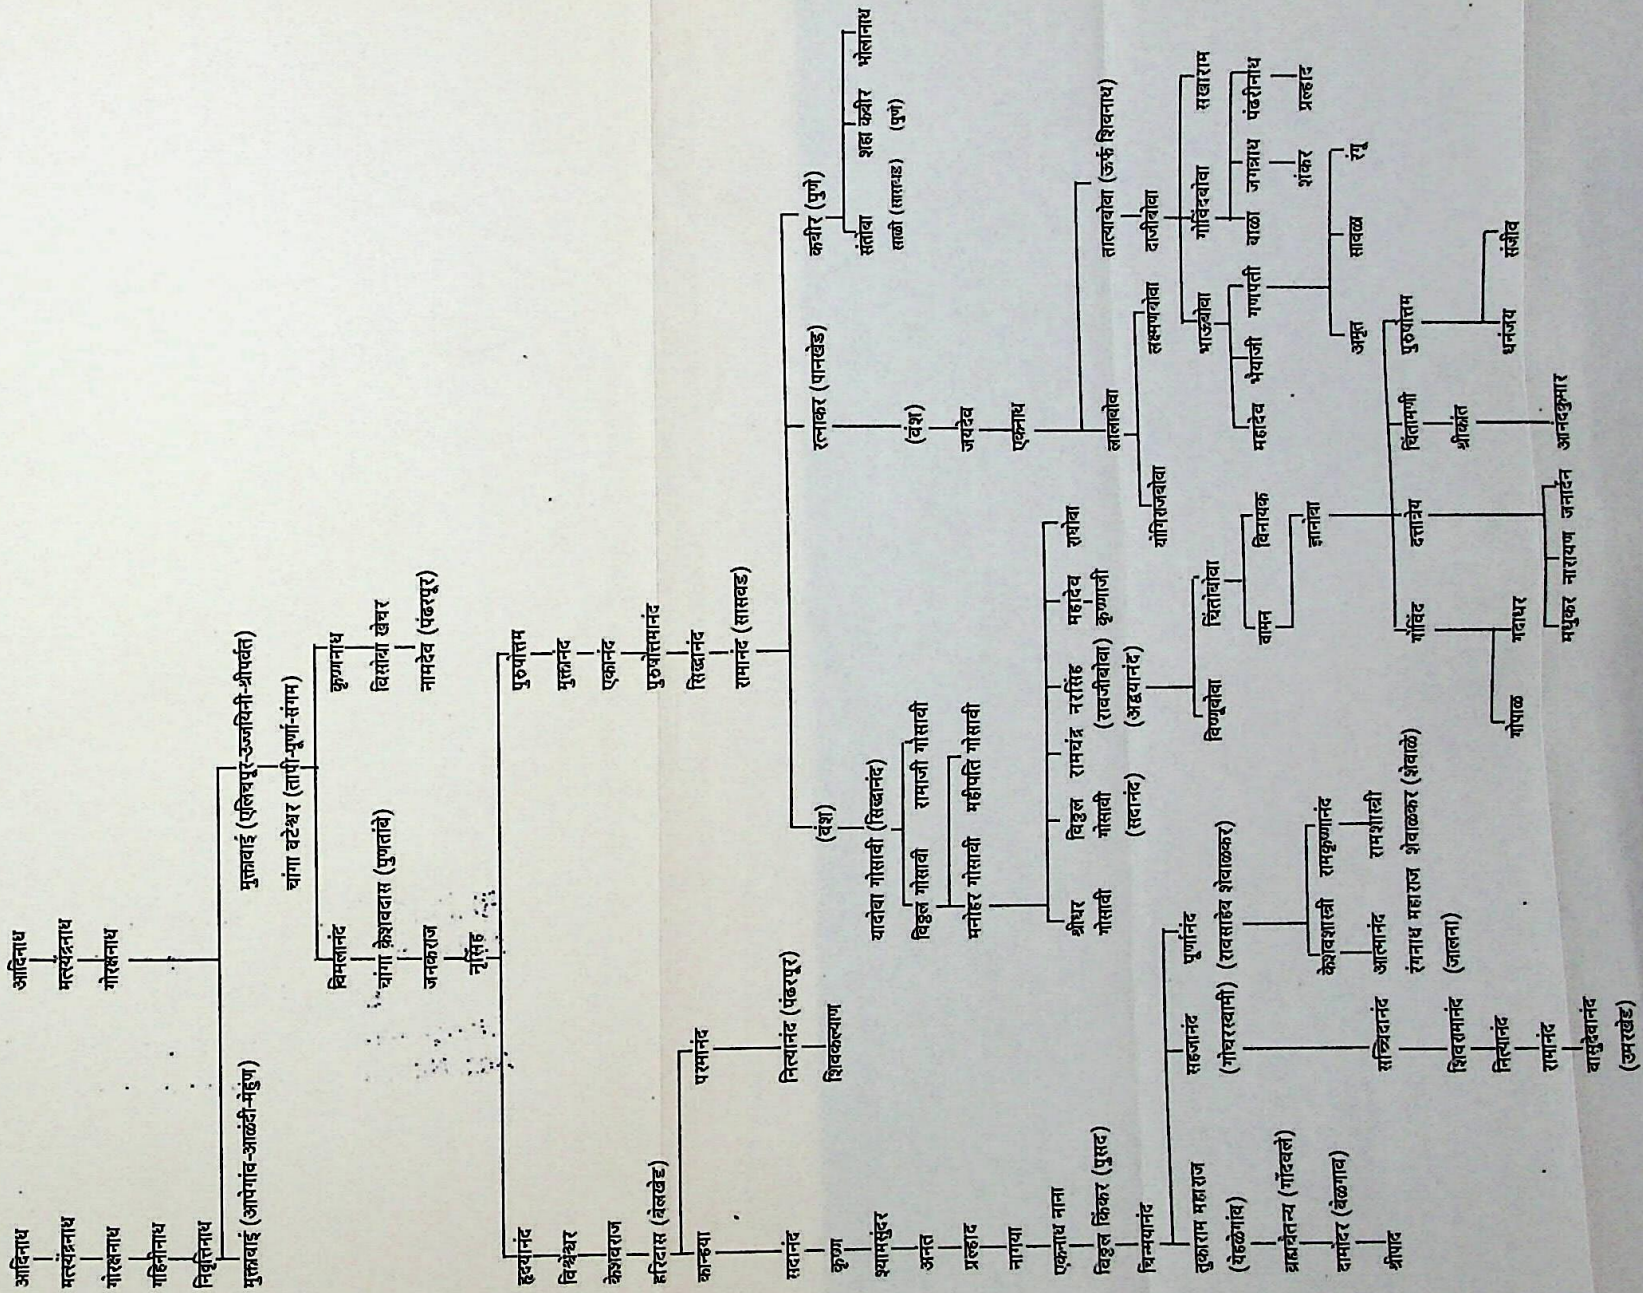 आदिनाथ
मत्स्येंद्रनाथ
गोरक्षनाथ
गहिनीनाथ
निवृत्तिनाथ
मुक्ताबाई (आपेगांव-आळंदी-मेहुण)
आदिनाथ
मत्स्येंद्रनाथ
गोरक्षनाथ
मुक्ताबाई (एलिचपूर-उज्जयिनी-श्रीपर्वत)
चांगा वटेश्वर (तापी-पूर्णा-संगम)
विमलानंद
चांगा केशवदास (पुणतांबे)
जनकराज
नृसिंह
कृष्णनाथ
विसोबा खेचर
नामदेव (पंढरपूर)
हृदयानंद
विश्वेश्वर
केशवराज
हरिदास (बेलखेड)
कान्हया
परमानंद
नित्यानंद (पंढरपूर)
शिवकल्याण
सदानंद
कृष्ण
श्यामसुंदर
अनंत
प्रल्हाद
नागया
एकनाथ नाना
विठ्ठल किंकर (पुसद)
चिन्मयानंद
तुकाराम महाराज
(येहळेगांव)
ब्रह्मचैतन्य (गोंदवले)
दामोदर (बेळगाव)
श्रीपाद
सहजानंद
(गोचरस्वामी)
सच्चिदानंद
शिवरामानंद
नित्यानंद
रामानंद
वासुदेवानंद
(उमरखेड)
पूर्णानंद
(रावसाहेब शेवाळकर)
केशवशास्त्री रामकृष्णानंद
आत्मानंद रामशास्त्री
रंगनाथ महाराज शेवाळकर (शेवाळे)
(जालना)
पुरुषोत्तम
मुक्तानंद
एकानंद
पुरुषोत्तमानंद
सिद्धानंद
रामानंद (सासवड)
(वंश)
यादोबा गोसावी (सिद्धानंद)
विठ्ठल गोसावी रामाजी गोसावी
मनोहर गोसावी महीपति गोसावी
श्रीधर विठ्ठल रामचंद्र नरसिंह महादेव राघोबा
गोसावी गोसावी (रावजीबोवा) कृष्णाजी
(सदानंद) (अद्वयानंद)
विष्णूबोवा चिंतोबोवा
वामन विनायक
ज्ञानोबा
गोविंद दत्तात्रेय चिंतामणी पुरुषोत्तम
श्रीकांत
गोपाळ गदाधर
मधुकर नारायण जनार्दन आनंदकुमार
धनंजय संजीव
रत्नाकर (पानखेड)
(वंश)
जयदेव
एकनाथ
लालाबोवा तात्याबोवा (ऊर्फ शिवनाथ)
योगिराजबोवा लक्ष्मणबोवा
दाजीबोवा
भाऊबोवा गोविंदबोवा सखाराम
महादेव भैयाजी गणपती बाळा जगन्नाथ पंढरीनाथ
शंकर प्रल्हाद
अमृत सावळा रंगू
कबीर (पुणे)
संतोबा शहा कबीर भोलानाथ
साळी (सासवड) (पुणे)